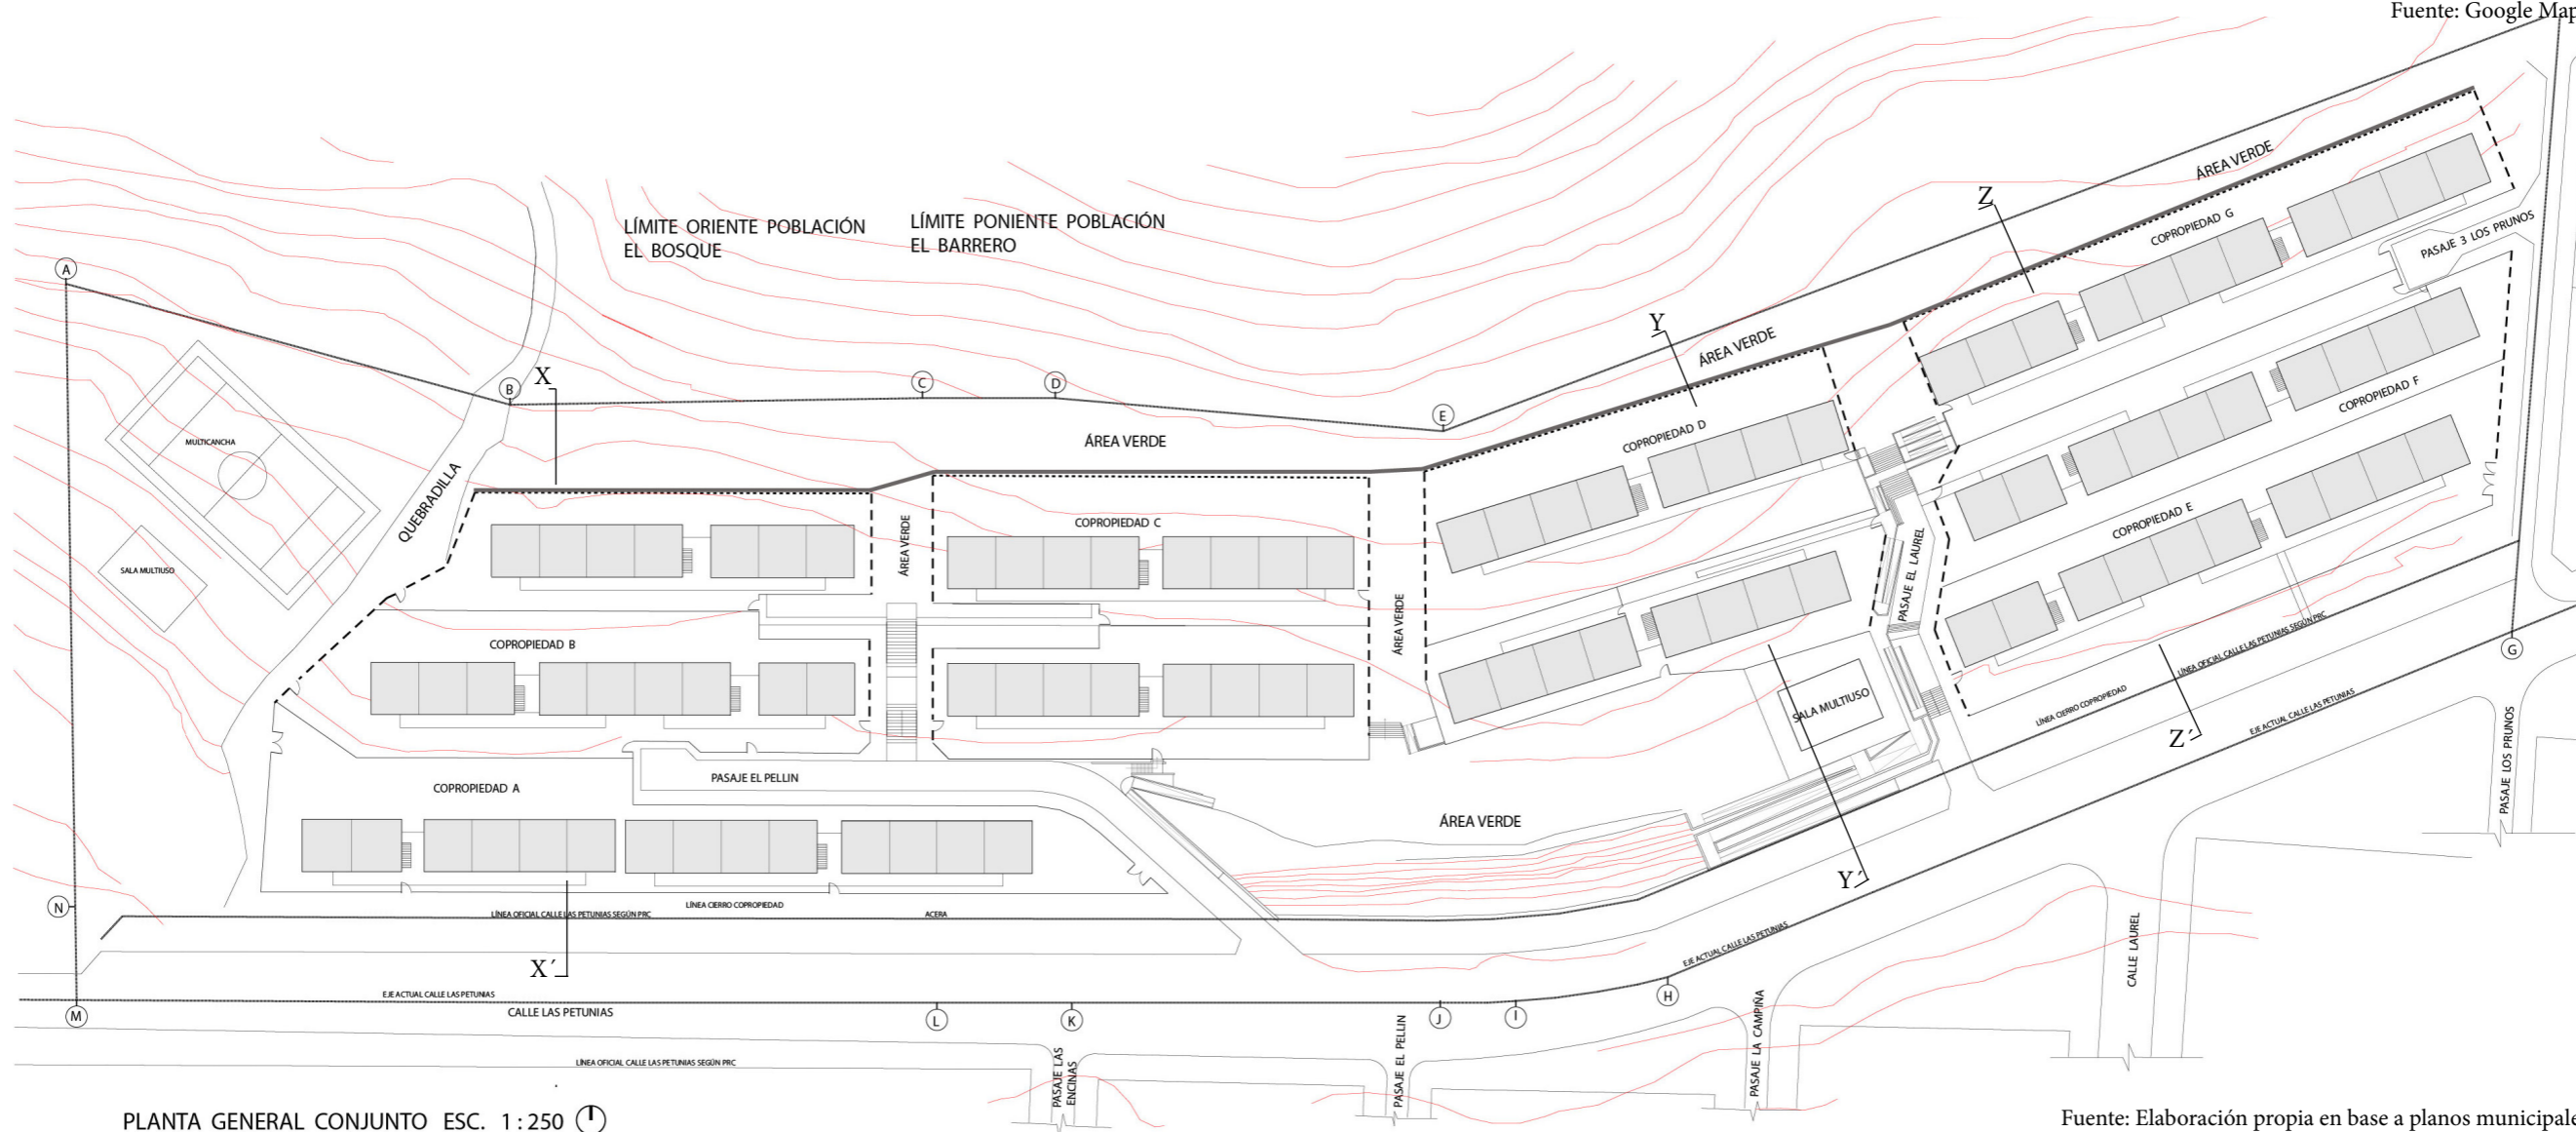 Fuente: Google Map
Z
ÁREA VERDE
COPROPIEDAD G
PASAJE 3 LOS PRUNOS
LÍMITE ORIENTE POBLACIÓN
EL BOSQUE
LÍMITE PONIENTE POBLACIÓN
EL BARRERO
A
Y
ÁREA VERDE
X
B
C
D
E
COPROPIEDAD F
MULTICANCHA
ÁREA VERDE
COPROPIEDAD D
QUEBRADILLA
COPROPIEDAD C
COPROPIEDAD E
ÁREA VERDE
SALA MULTIUSO
PASAJE EL LAUREL
ÁREA VERDE
COPROPIEDAD B
LÍNEA OFICIAL CALLE LAS PETUNIAS SEGÚN PRC
G
SALA MULTIUSO
LÍNEA CIERRO COPROPIEDAD
EJE ACTUAL CALLE LAS PETUNIAS
Z´
PASAJE LOS PRUNOS
PASAJE EL PELLIN
COPROPIEDAD A
ÁREA VERDE
Y´
N
LÍNEA CIERRO COPROPIEDAD
LÍNEA OFICIAL CALLE LAS PETUNIAS SEGÚN PRC
ACERA
EJE ACTUAL CALLE LAS PETUNIAS
CALLE LAUREL
X´
EJE ACTUAL CALLE LAS PETUNIAS
H
M
CALLE LAS PETUNIAS
L
K
J
I
PASAJE LA CAMPIÑA
PASAJE EL PELLIN
PASAJE LAS
ENCINAS
LÍNEA OFICIAL CALLE LAS PETUNIAS SEGÚN PRC
PLANTA GENERAL CONJUNTO ESC. 1:250
Fuente: Elaboración propia en base a planos municipale